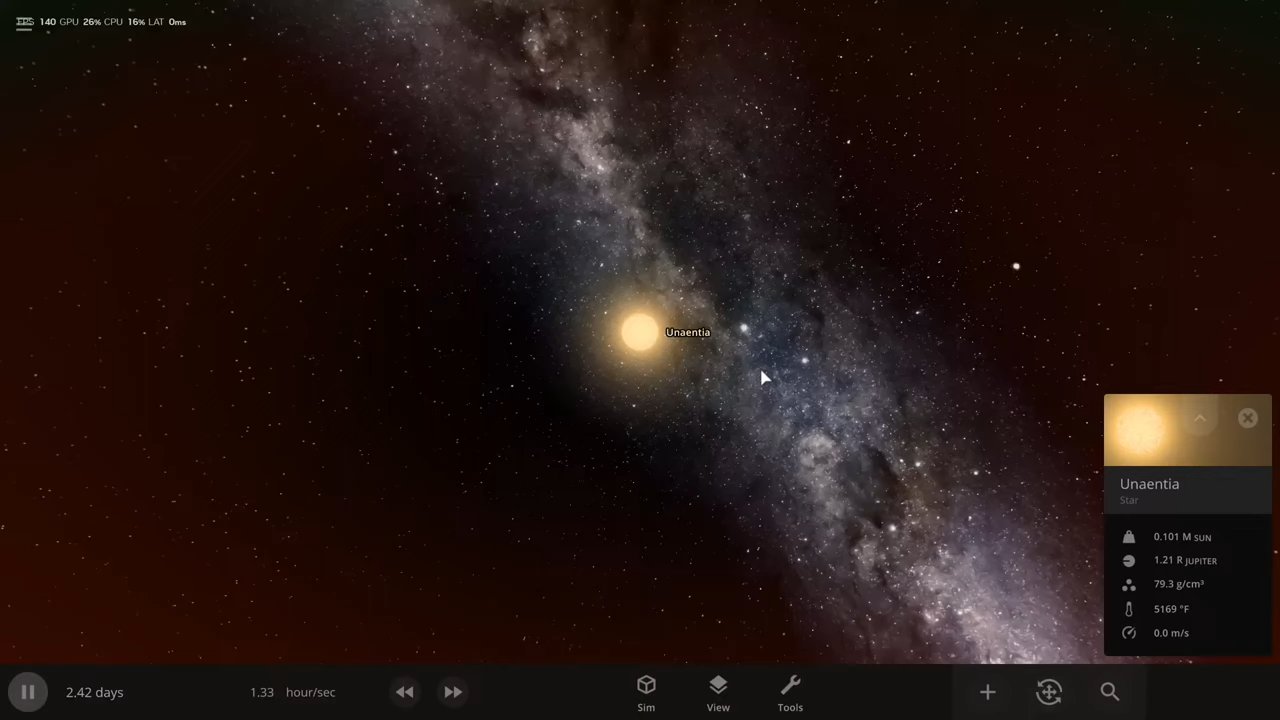 FPS 140 GPU 26% CPU 16% LAT 0ms
Unaentia
Unaentia
Star
0.101 M SUN
1.21 R JUPITER
79.3 g/cm³
5169 °F
0.0 m/s
2.42 days
1.33 hour/sec
Sim
View
Tools